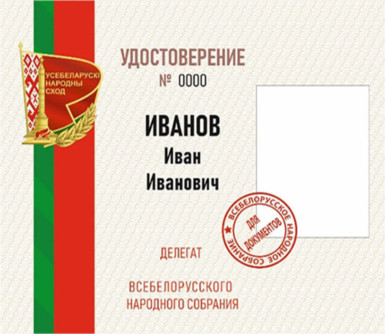 УСЕБЕЛАРУСКІ
НАРОДНЫ
СХОД
УДОСТОВЕРЕНИЕ
№ 0000
ИВАНОВ
Иван
Иванович
ВСЕБЕЛОРУССКОЕ НАРОДНОЕ СОБРАНИЕ
ДЛЯ
ДОКУМЕНТОВ
ДЕЛЕГАТ
ВСЕБЕЛОРУССКОГО
НАРОДНОГО СОБРАНИЯ